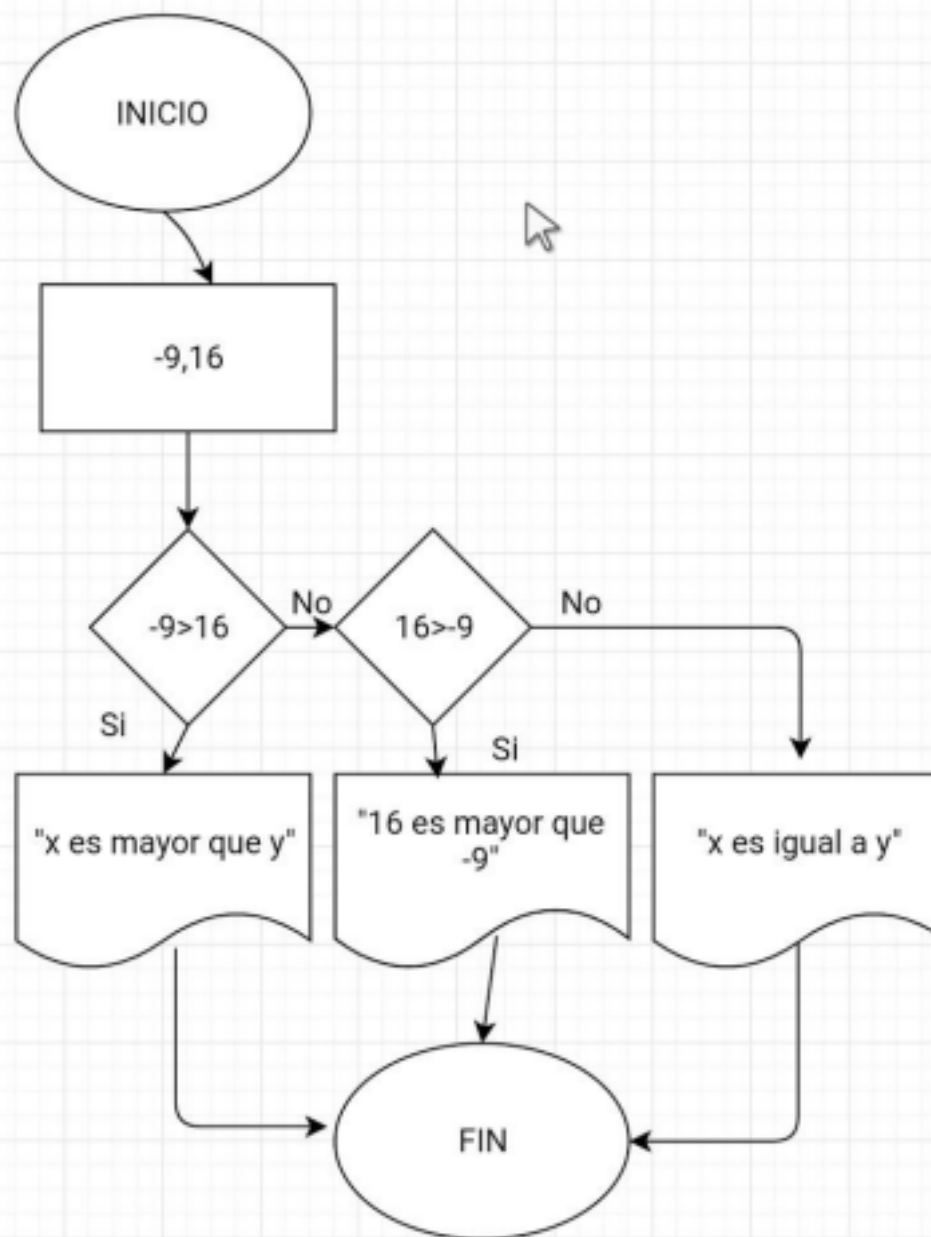 INICIO
-9,16
-9>16
No
16>-9
No
Si
Si
"x es mayor que y"
"16 es mayor que
-9"
"x es igual a y"
FIN